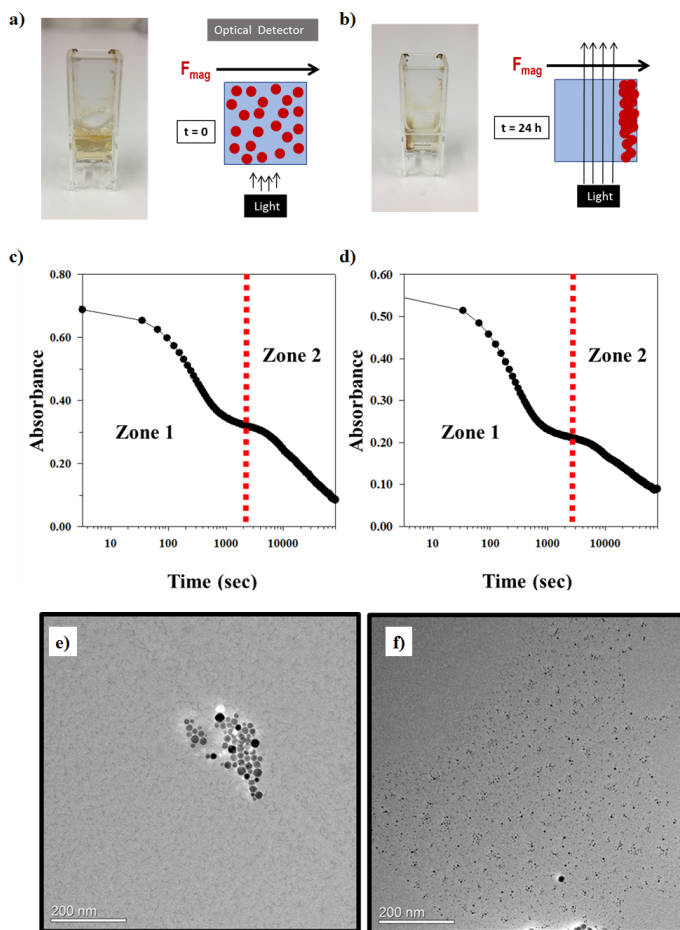 a)
Optical Detector
F_mag
t = 0
Light
b)
F_mag
t = 24 h
Light
c)
0.80
0.60
0.40
0.20
0.00
Absorbance
Zone 1
Zone 2
10
100
1000
10000
Time (sec)
d)
0.60
0.50
0.40
0.30
0.20
0.10
0.00
Absorbance
Zone 1
Zone 2
10
100
1000
10000
Time (sec)
e)
200 nm
f)
200 nm